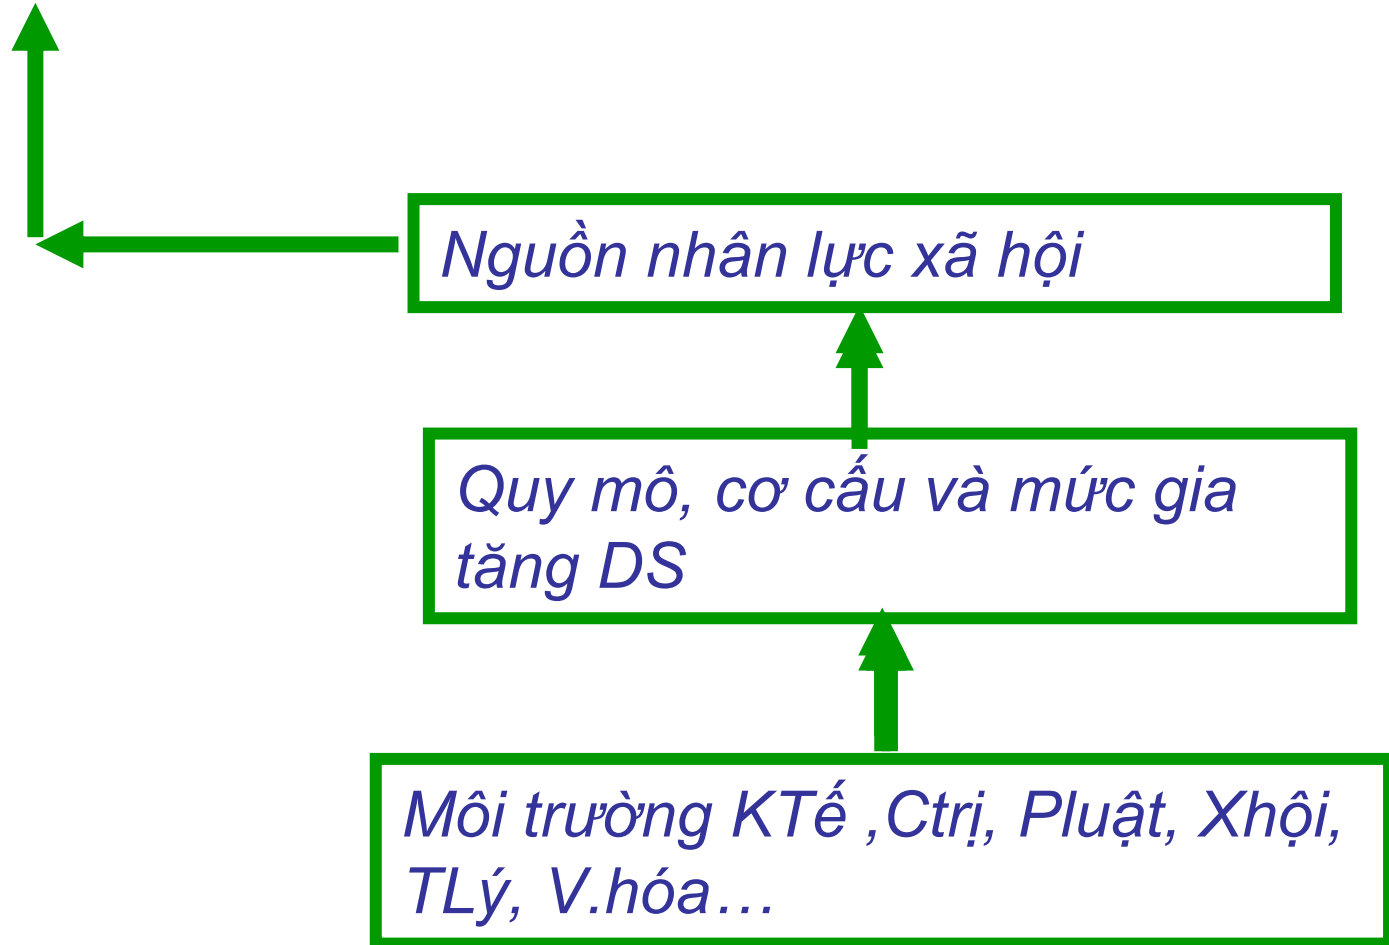 Nguồn nhân lực xã hội
Quy mô, cơ cấu và mức gia
tăng DS
Môi trường KTế ,Ctrị, Pluật, Xhội,
TLý, V.hóa…